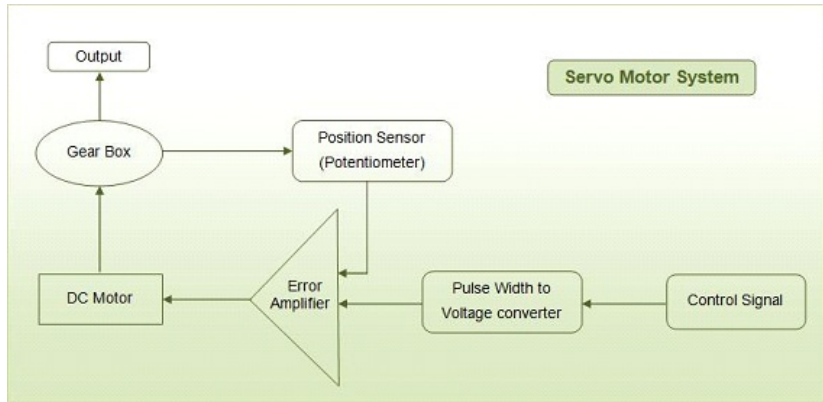 Output
Servo Motor System
Gear Box
Position Sensor
(Potentiometer)
DC Motor
Error
Amplifier
Pulse Width to
Voltage converter
Control Signal